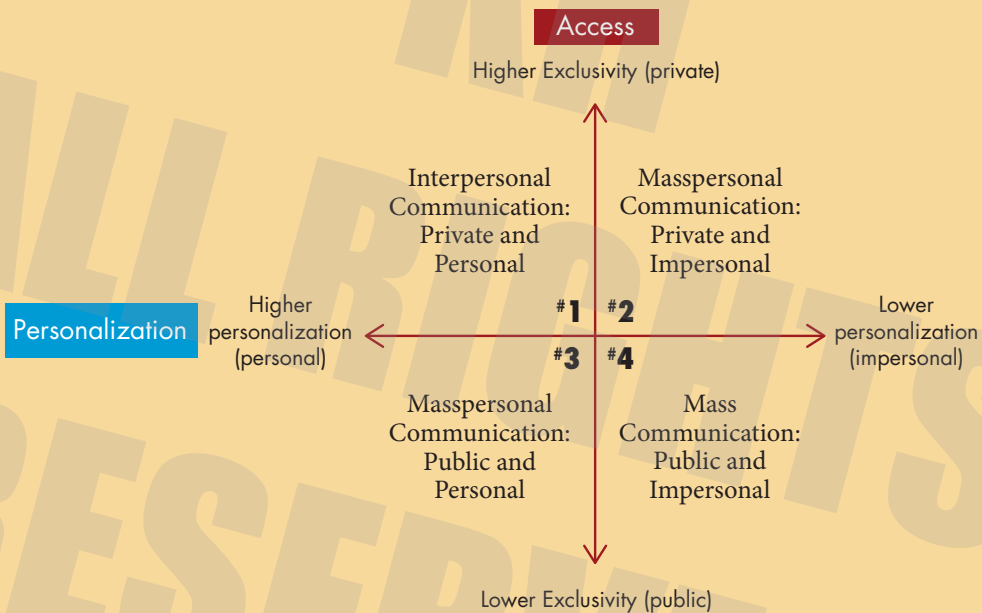 Access
Higher Exclusivity (private)
Interpersonal
Communication:
Private and
Personal
Masspersonal
Communication:
Private and
Impersonal
#1
#2
Personalization
Higher
personalization
(personal)
Lower
personalization
(impersonal)
#3
#4
Masspersonal
Communication:
Public and
Personal
Mass
Communication:
Public and
Impersonal
Lower Exclusivity (public)
ALL RIGHTS